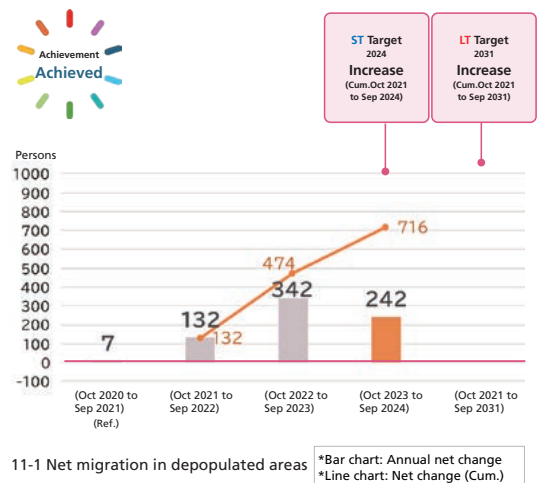 Achievement
Achieved
ST Target
2024
Increase
(Cum.Oct 2021
to Sep 2024)
LT Target
2031
Increase
(Cum.Oct 2021
to Sep 2031)
Persons
1000
900
800
700
600
500
400
300
200
100
0
-100
7
132
132
474
342
716
242
(Oct 2020 to
Sep 2021)
(Ref.)
(Oct 2021 to
Sep 2022)
(Oct 2022 to
Sep 2023)
(Oct 2023 to
Sep 2024)
(Oct 2021 to
Sep 2031)
11-1 Net migration in depopulated areas
*Bar chart: Annual net change
*Line chart: Net change (Cum.)